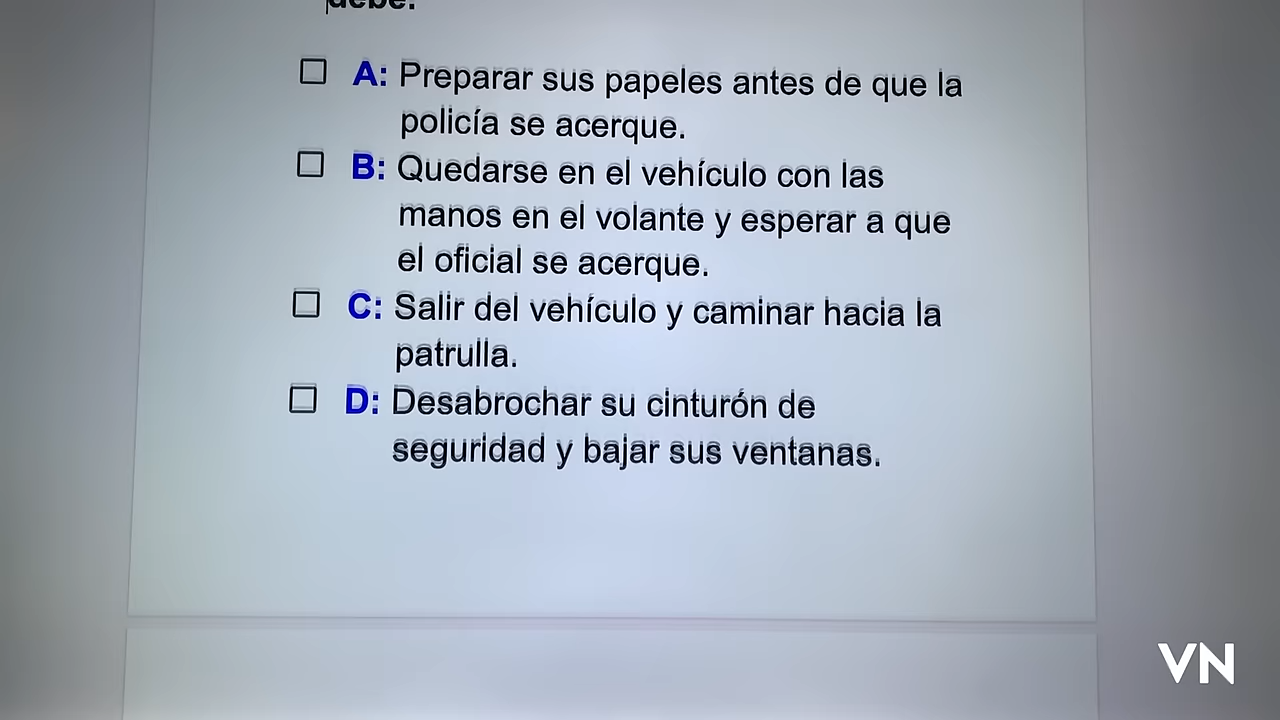 debe:
A: Preparar sus papeles antes de que la
policía se acerque.
B: Quedarse en el vehículo con las
manos en el volante y esperar a que
el oficial se acerque.
C: Salir del vehículo y caminar hacia la
patrulla.
D: Desabrochar su cinturón de
seguridad y bajar sus ventanas.
VN